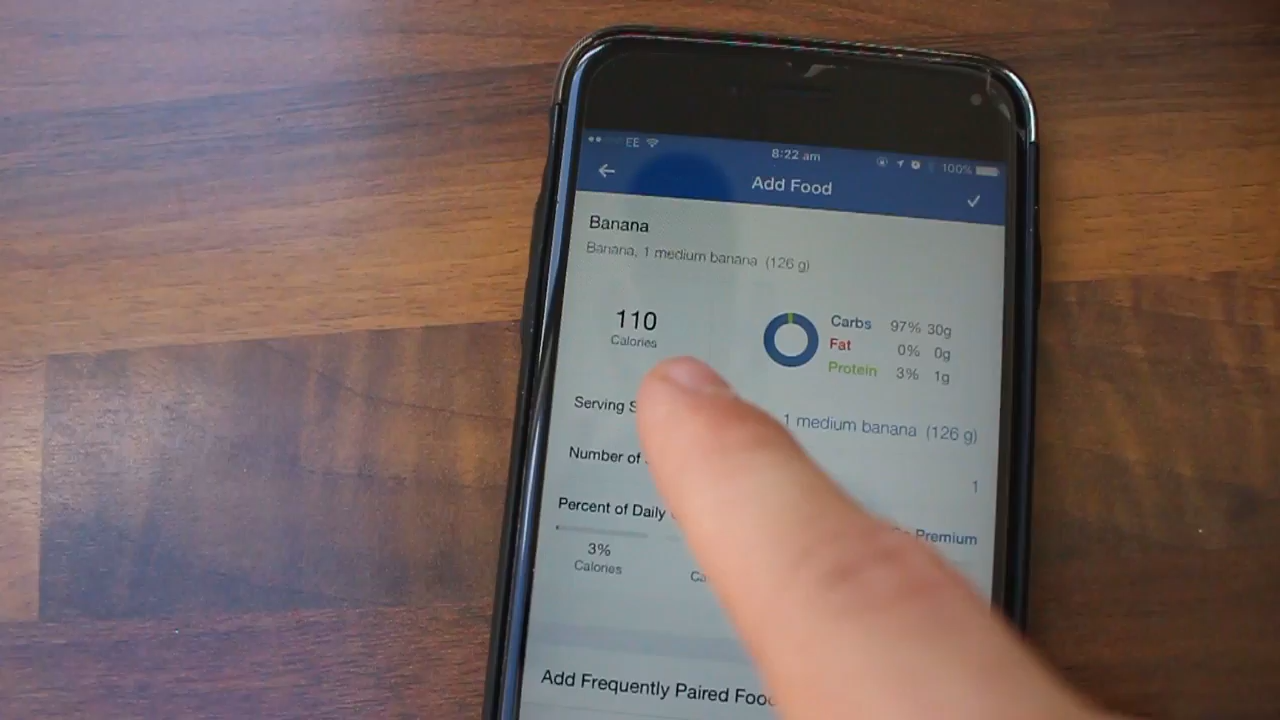 EE 8:22 am 100%
Add Food
Banana
Banana, 1 medium banana (126 g)
110
Calories
Carbs 97% 30g
Fat 0% 0g
Protein 3% 1g
Serving S
1 medium banana (126 g)
Number of
1
Percent of Daily
Premium
3%
Calories
Ca
Add Frequently Paired Foo